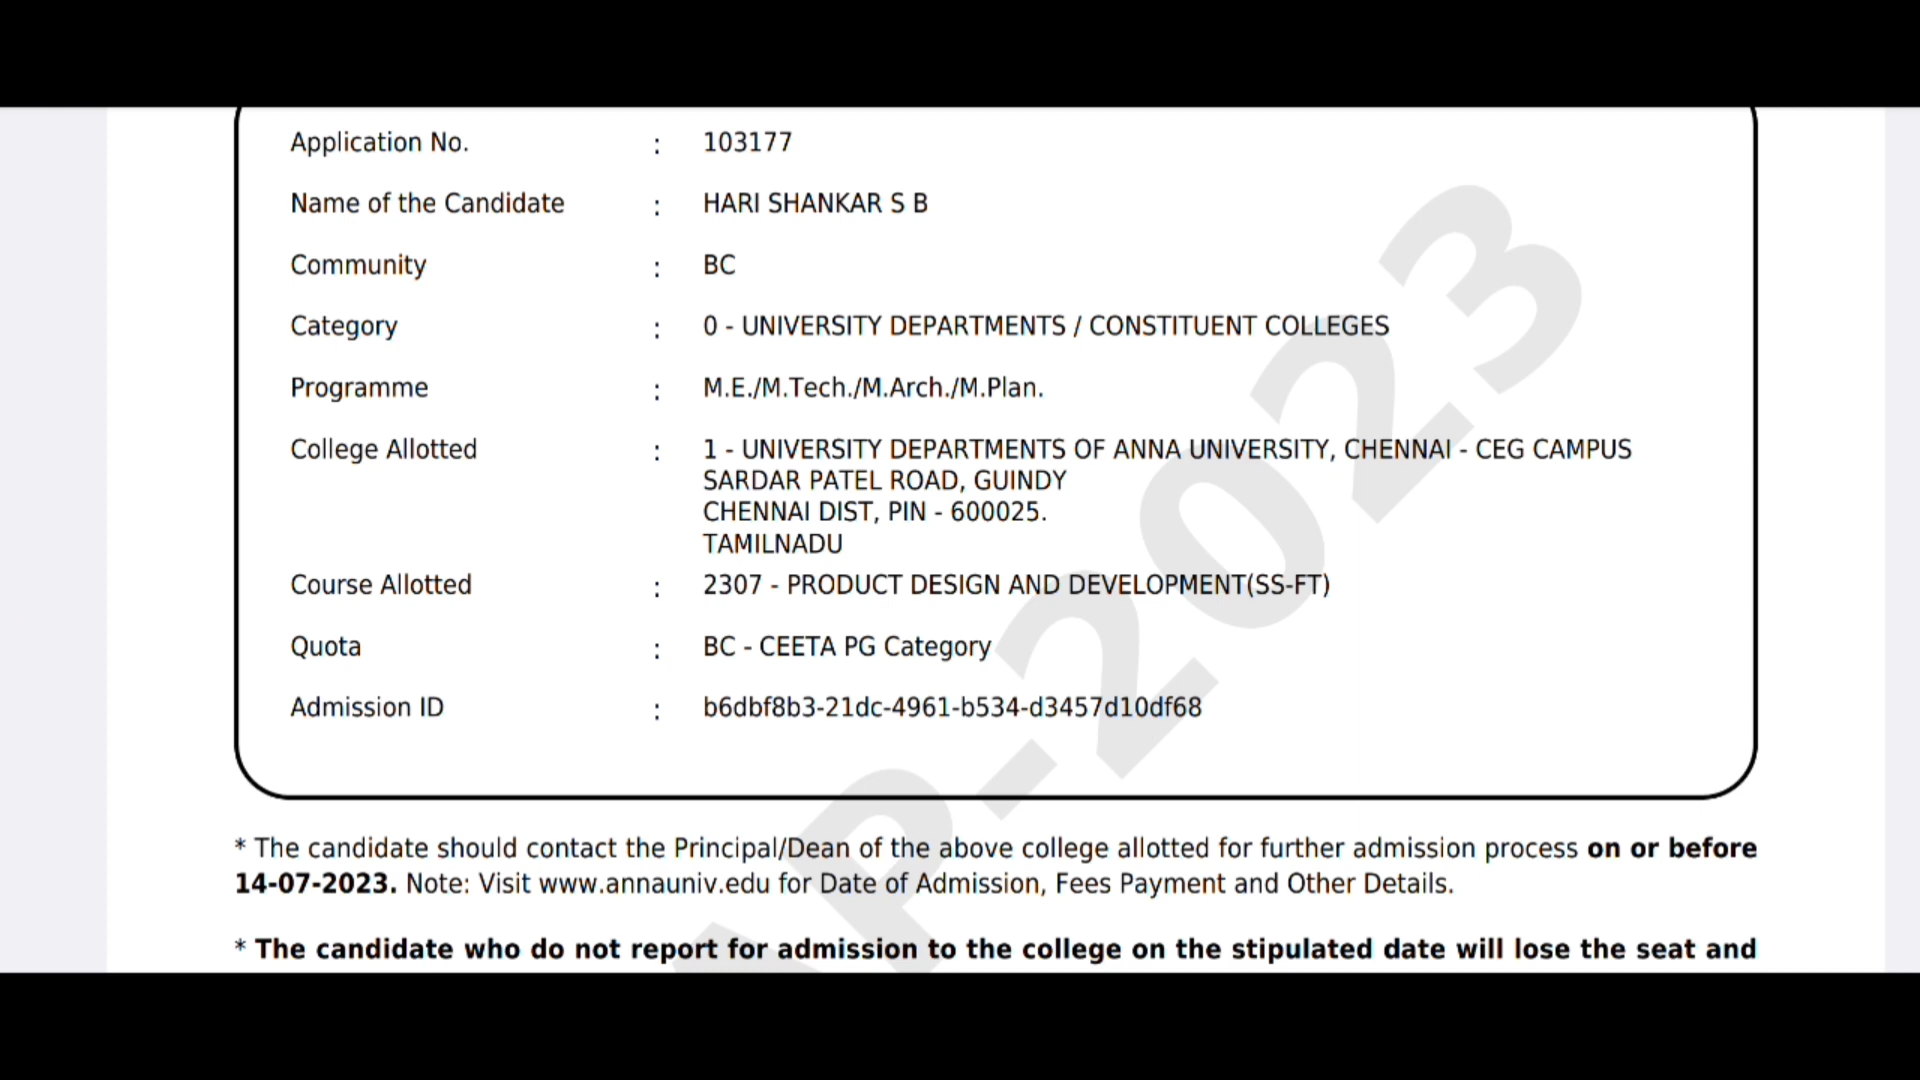 Application No. : 103177
Name of the Candidate : HARI SHANKAR S B
Community : BC
Category : 0 - UNIVERSITY DEPARTMENTS / CONSTITUENT COLLEGES
Programme : M.E./M.Tech./M.Arch./M.Plan.
College Allotted : 1 - UNIVERSITY DEPARTMENTS OF ANNA UNIVERSITY, CHENNAI - CEG CAMPUS
SARDAR PATEL ROAD, GUINDY
CHENNAI DIST, PIN - 600025.
TAMILNADU
Course Allotted : 2307 - PRODUCT DESIGN AND DEVELOPMENT(SS-FT)
Quota : BC - CEETA PG Category
Admission ID : b6dbf8b3-21dc-4961-b534-d3457d10df68
* The candidate should contact the Principal/Dean of the above college allotted for further admission process on or before
14-07-2023. Note: Visit www.annauniv.edu for Date of Admission, Fees Payment and Other Details.
* The candidate who do not report for admission to the college on the stipulated date will lose the seat and
AP-2023